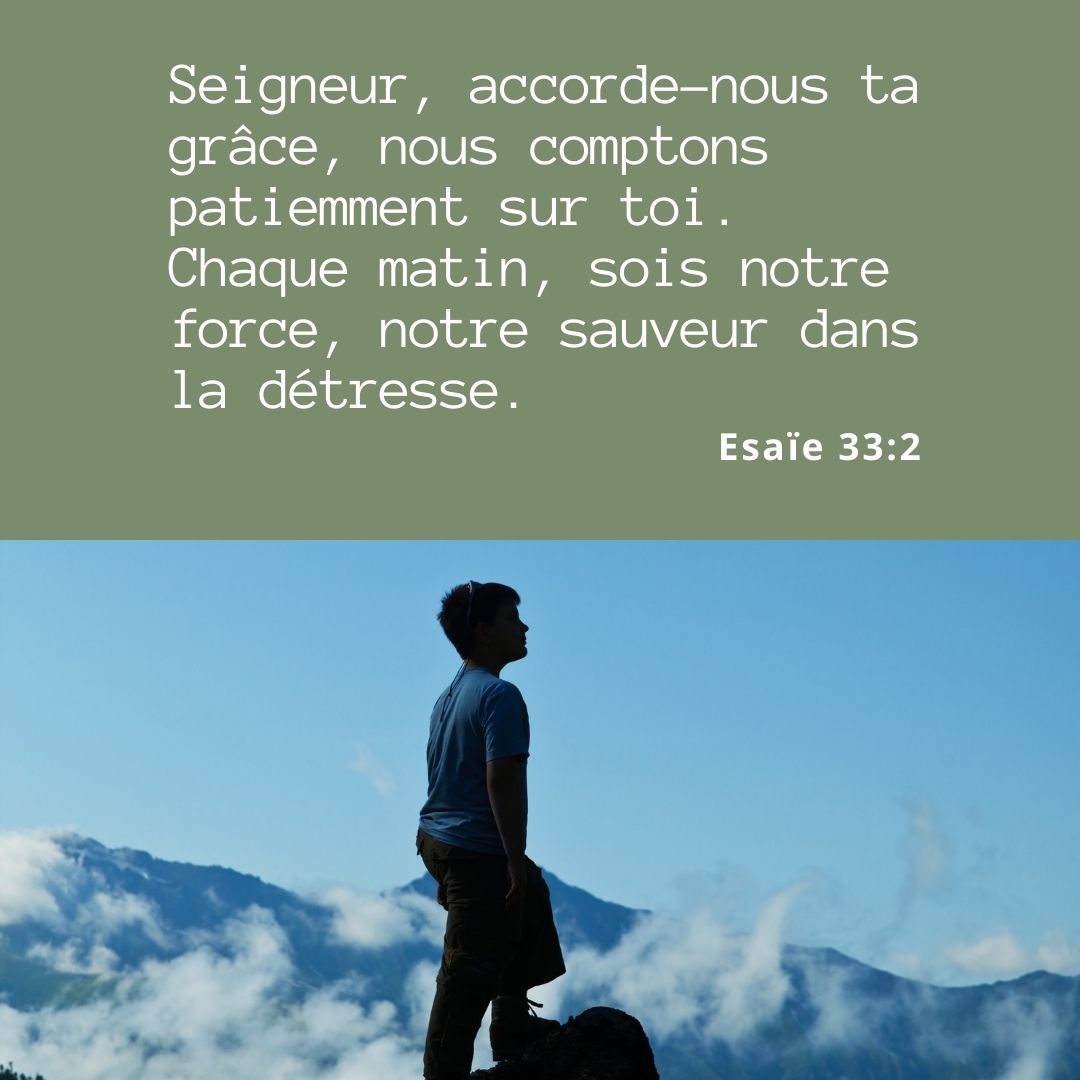 Seigneur, accorde-nous ta
grâce, nous comptons
patiemment sur toi.
Chaque matin, sois notre
force, notre sauveur dans
la détresse.
Esaïe 33:2